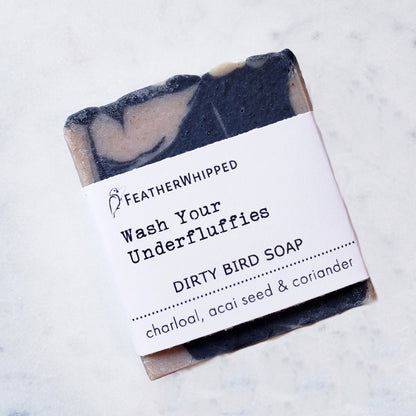 FEATHERWHIPPED
Wash Your
Underfluffies
DIRTY BIRD SOAP
charloal, acai seed & coriander